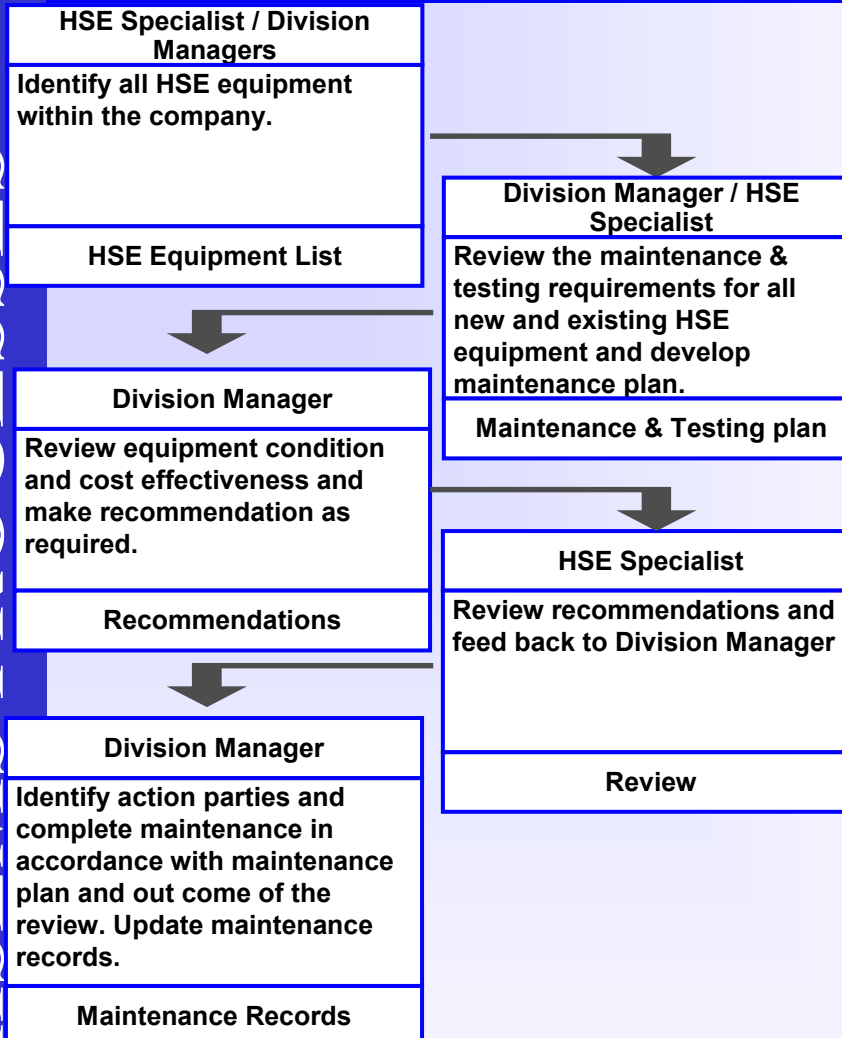 HSE Specialist / Division
Managers
Identify all HSE equipment
within the company.
HSE Equipment List
Division Manager / HSE
Specialist
Review the maintenance &
testing requirements for all
new and existing HSE
equipment and develop
maintenance plan.
Maintenance & Testing plan
Division Manager
Review equipment condition
and cost effectiveness and
make recommendation as
required.
Recommendations
HSE Specialist
Review recommendations and
feed back to Division Manager
Review
Division Manager
Identify action parties and
complete maintenance in
accordance with maintenance
plan and out come of the
review. Update maintenance
records.
Maintenance Records